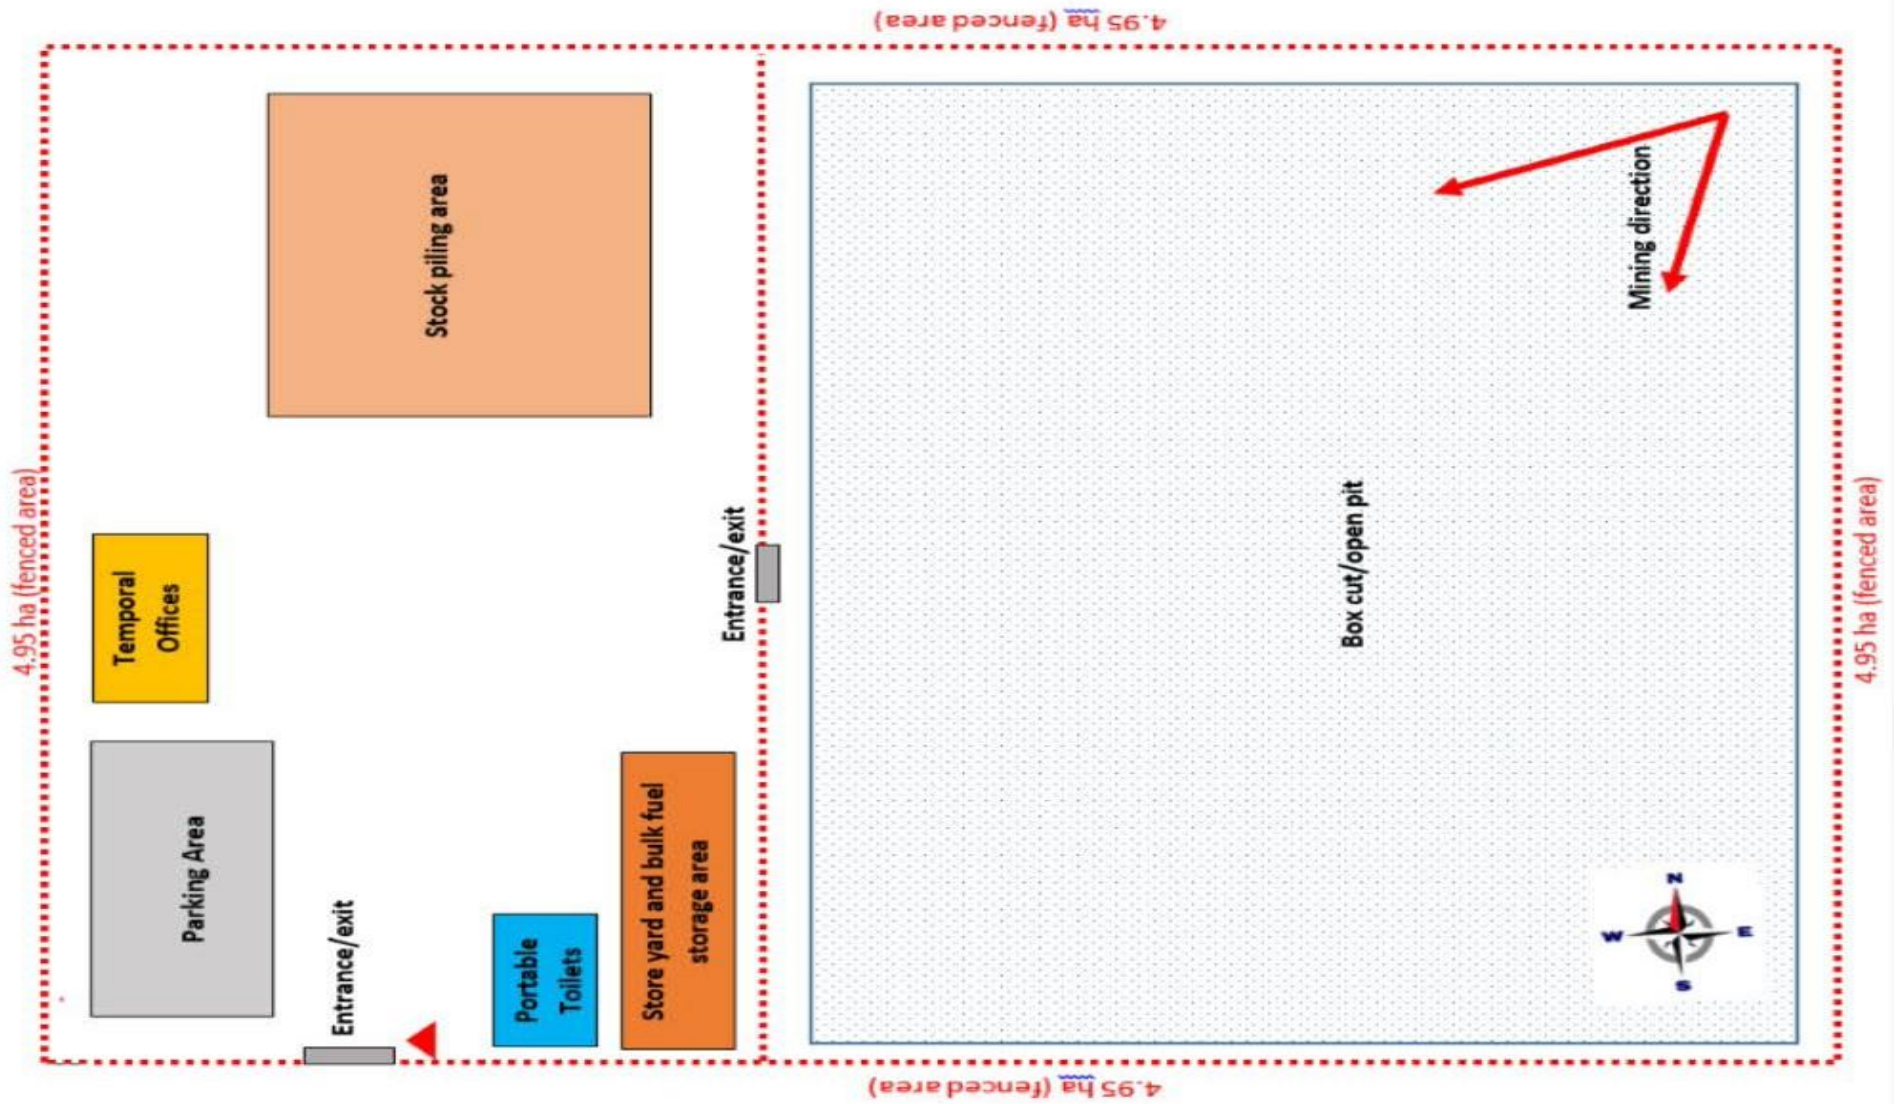 4.95 ha (fenced area)
4.95 ha (fenced area)
Stock piling area
Temporal
Offices
Parking Area
Entrance/exit
Portable
Toilets
Store yard and bulk fuel
storage area
Entrance/exit
Mining direction
Box cut/open pit
N
W
E
S
4.95 ha (fenced area)
4.95 ha (fenced area)